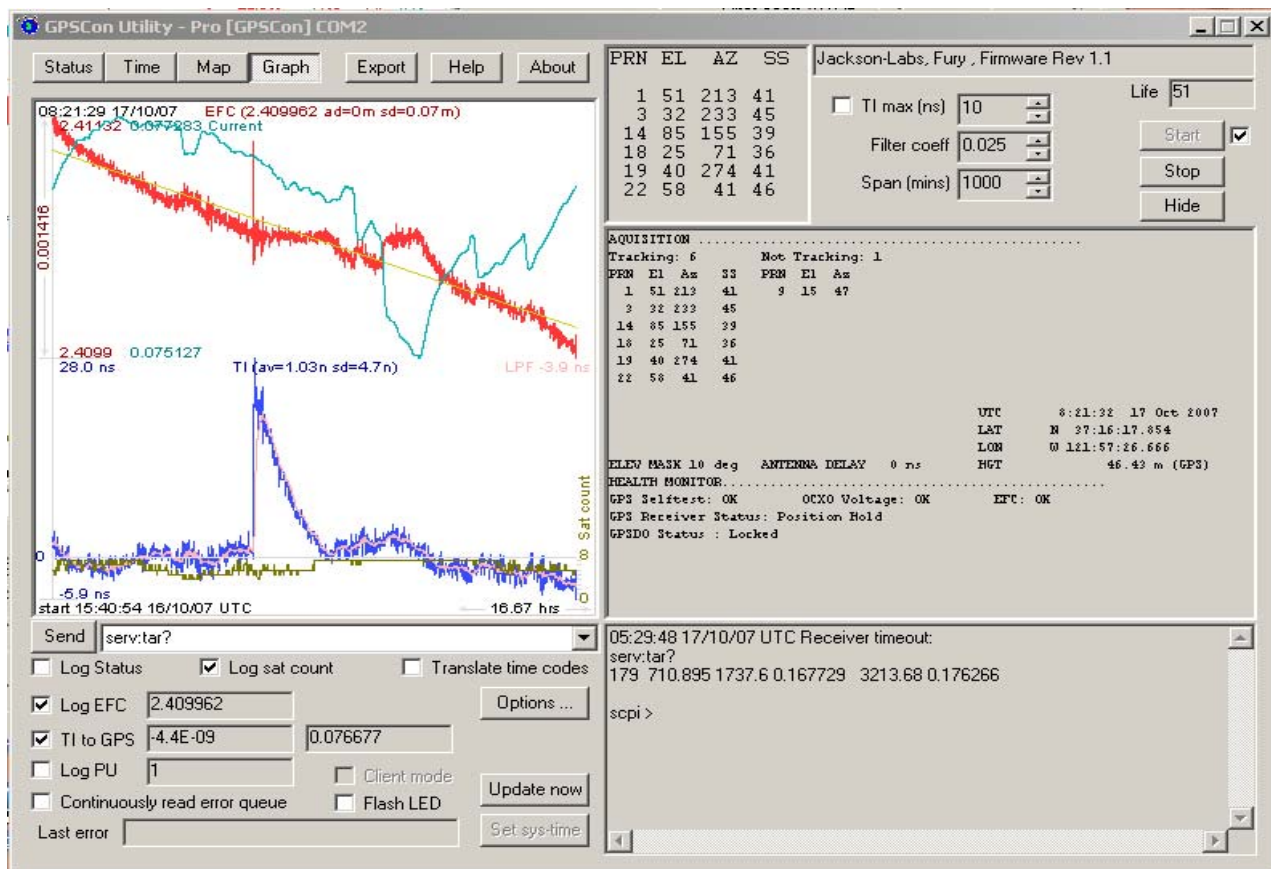 GPSCon Utility - Pro [GPSCon] COM2
Status Time Map Graph Export Help About
08:21:29 17/10/07 EFC (2.409962 ad=0m sd=0.07m)
2.41132 0.077283 Current
0.001416
2.4099 0.075127
28.0 ns TI (av=1.03n sd=4.7n) LPF -3.9 ns
0
8 Sat count
0
-5.9 ns
start 15:40:54 16/10/07 UTC 16.67 hrs
PRN EL AZ SS
1 51 213 41
3 32 233 45
14 85 155 39
18 25 71 36
19 40 274 41
22 58 41 46
Jackson-Labs, Fury , Firmware Rev 1.1
Life 51
TI max (ns) 10
Filter coeff 0.025
Span (mins) 1000
Start
Stop
Hide
AQUISITION ......................................................
Tracking: 6 Not Tracking: 1
PRN El Az SS PRN El Az
1 51 213 41 9 15 47
3 32 233 45
14 85 155 39
18 25 71 36
19 40 274 41
22 58 41 46
UTC 8:21:32 17 Oct 2007
LAT N 37:16:17.854
LON W 121:57:26.666
ELEV MASK 10 deg ANTENNA DELAY 0 ns HGT 46.43 m (GPS)
HEALTH MONITOR......................................................
GPS Selftest: OK OCXO Voltage: OK EFC: OK
GPS Receiver Status: Position Hold
GPSDO Status : Locked
Send serv:tar?
Log Status Log sat count Translate time codes
Log EFC 2.409962 Options ...
TI to GPS -4.4E-09 0.076677
Log PU 1 Client mode
Continuously read error queue Flash LED
Update now
Last error Set sys-time
05:29:48 17/10/07 UTC Receiver timeout:
serv:tar?
179 710.895 1737.6 0.167729 3213.68 0.176266
scpi >